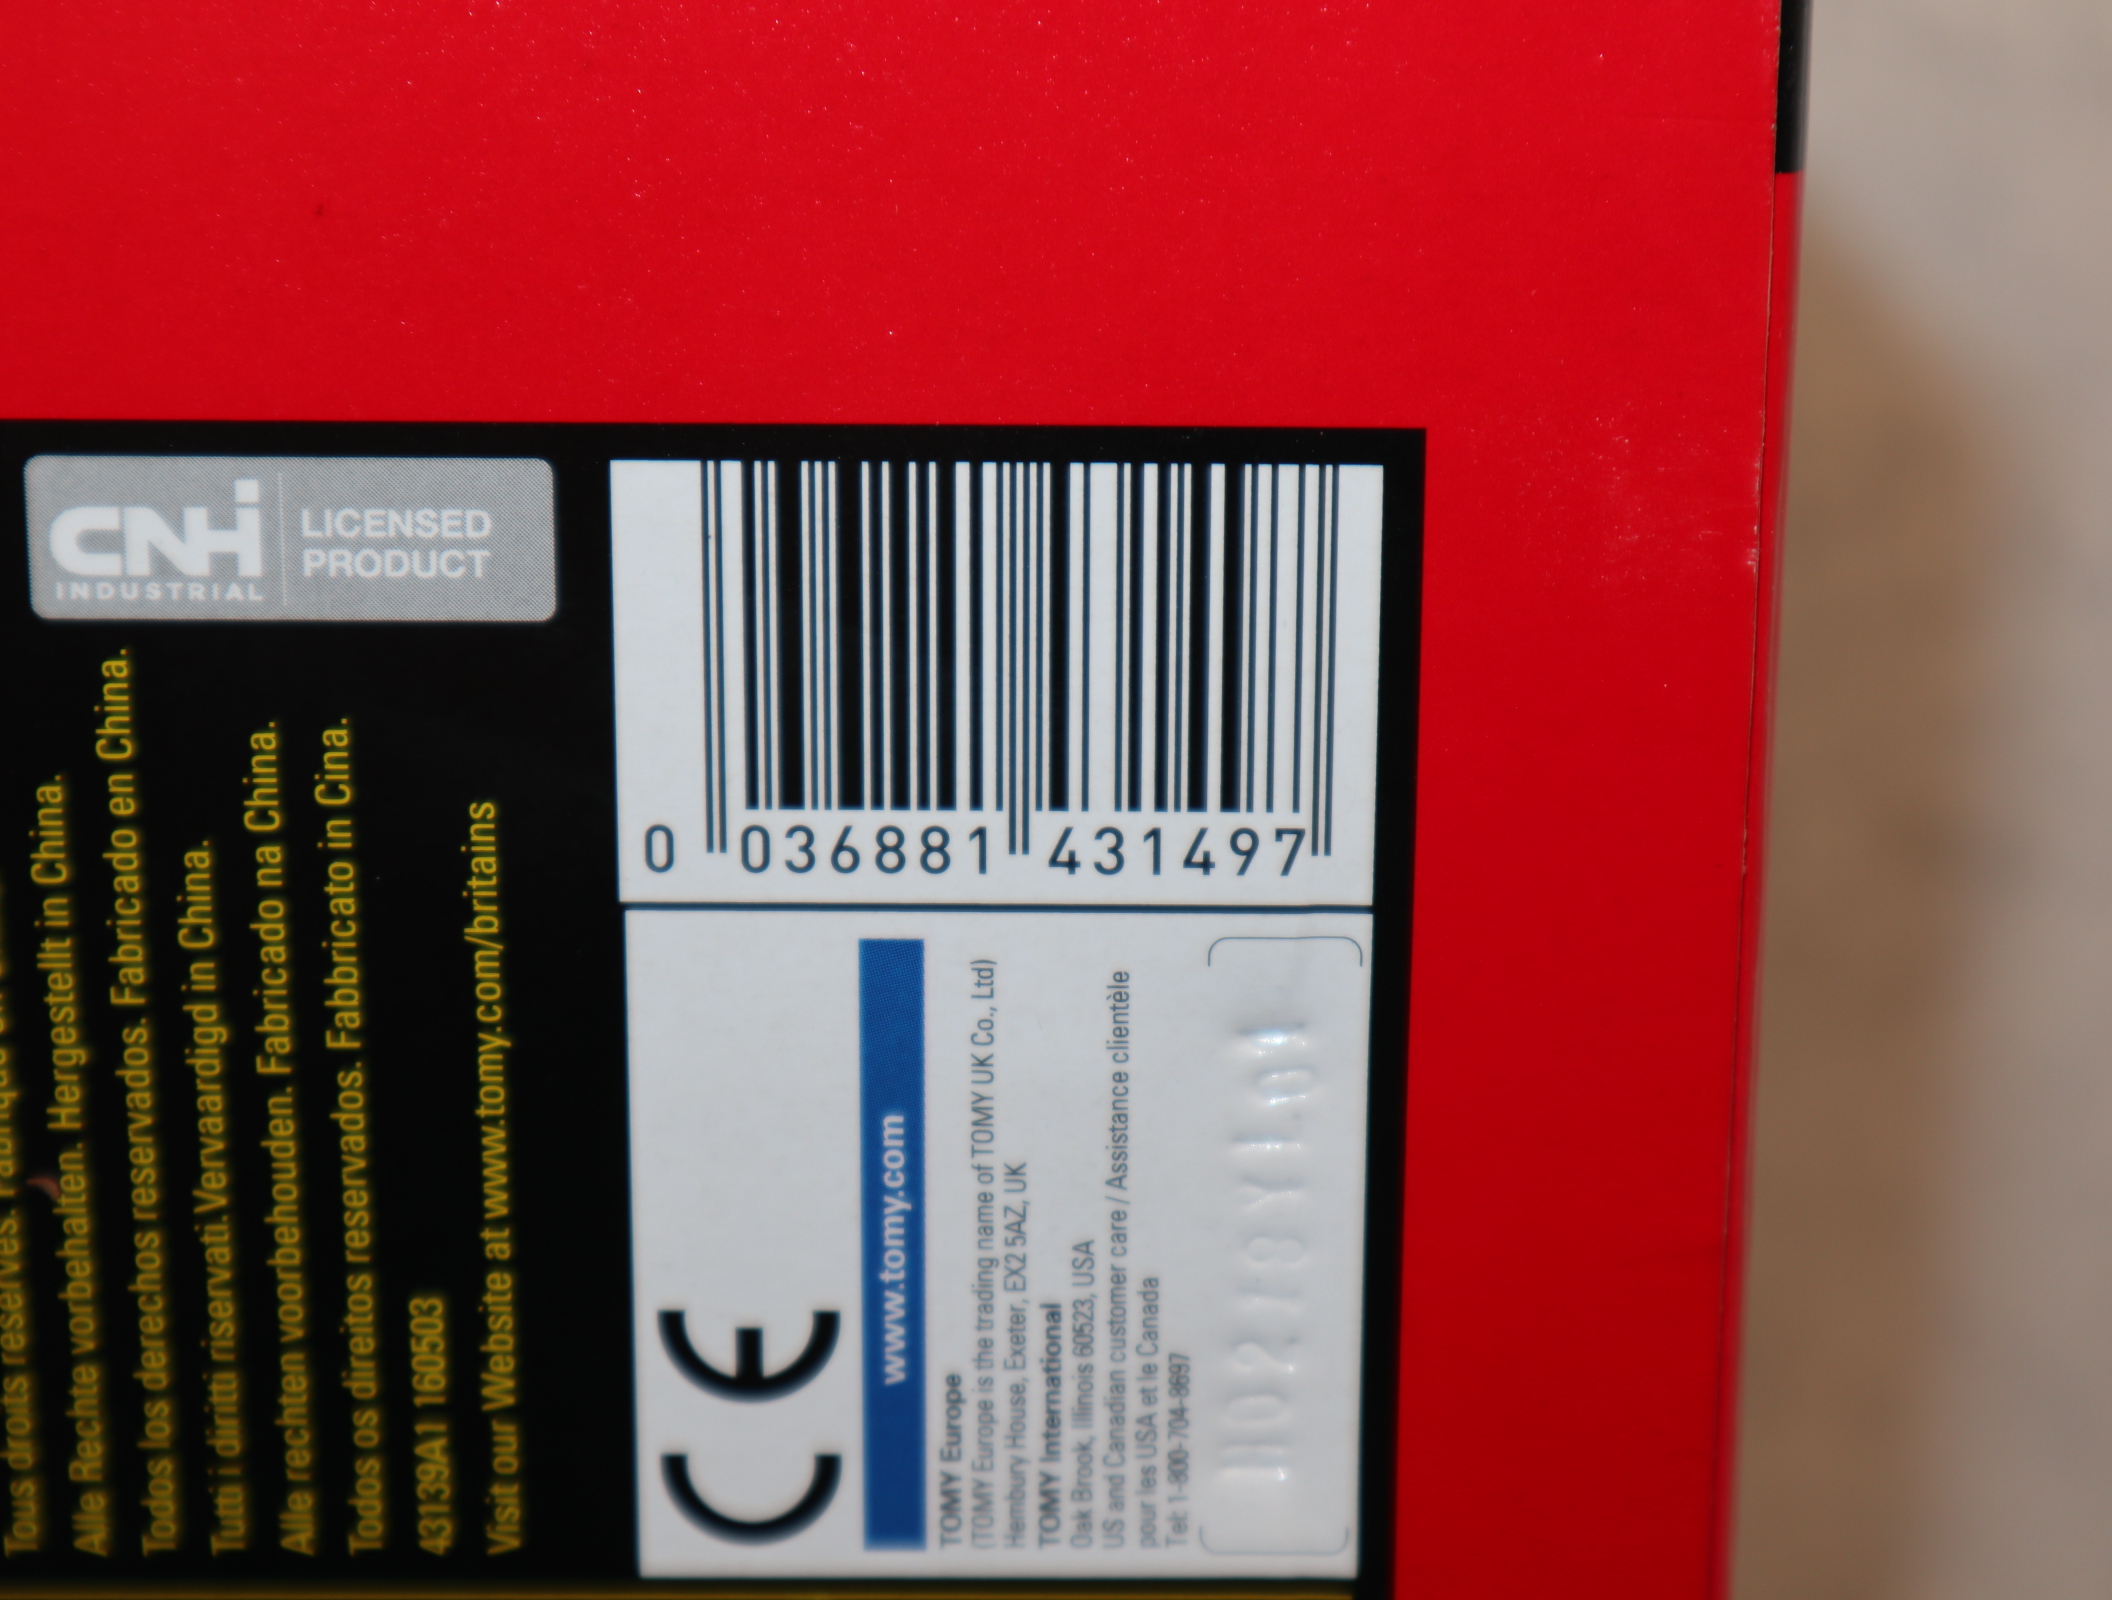 CNHi
INDUSTRIAL
LICENSED
PRODUCT
0 036881 431497
Tous droits réservés.
Alle Rechte vorbehalten. Hergestellt in China.
Todos los derechos reservados. Fabricado en China.
Tutti i diritti riservati. Vervaardigd in China.
Alle rechten voorbehouden. Fabricado na China.
Todos os direitos reservados. Fabbricato in Cina.
43139A1 160503
Visit our Website at www.tomy.com/britains
CE
www.tomy.com
TOMY Europe
(TOMY Europe is the trading name of TOMY UK Co., Ltd)
Hembury House, Exeter, EX2 5AZ, UK
TOMY International
Oak Brook, Illinois 60523, USA
US and Canadian customer care / Assistance clientèle
pour les USA et le Canada
Tel: 1-800-704-8697